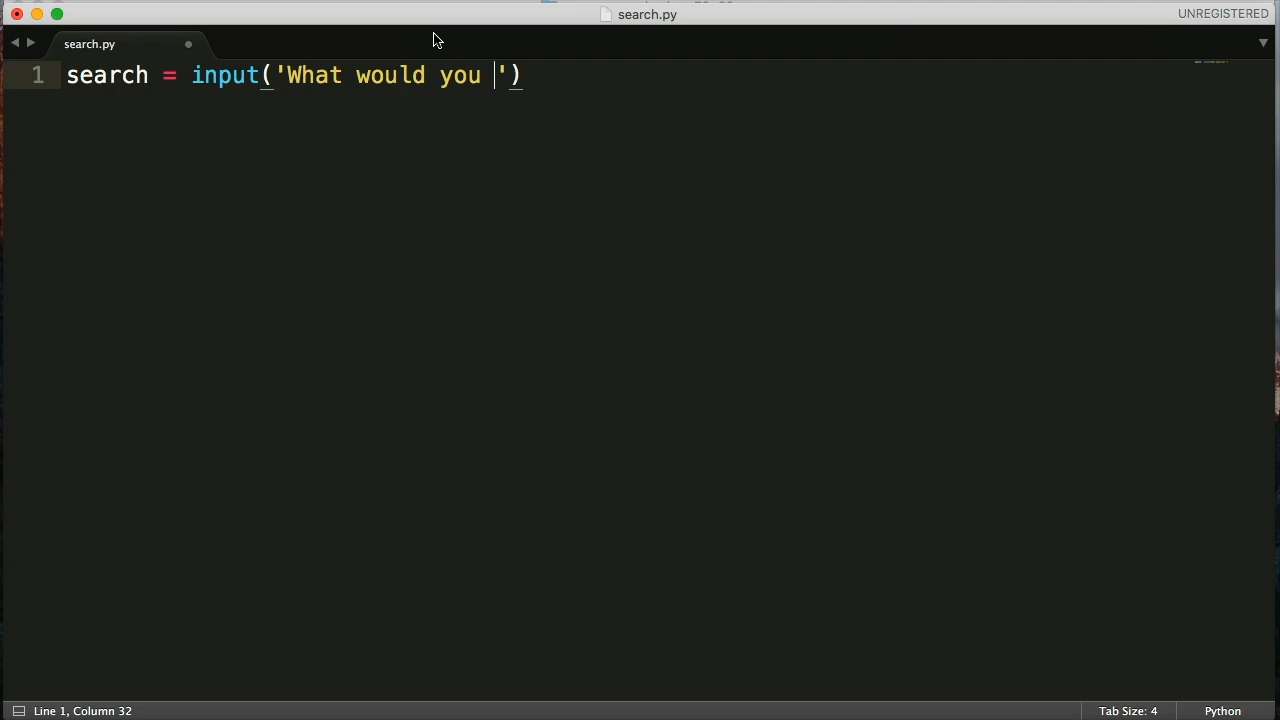 search.py
UNREGISTERED
search.py
1 search = input('What would you ')
Line 1, Column 32
Tab Size: 4
Python